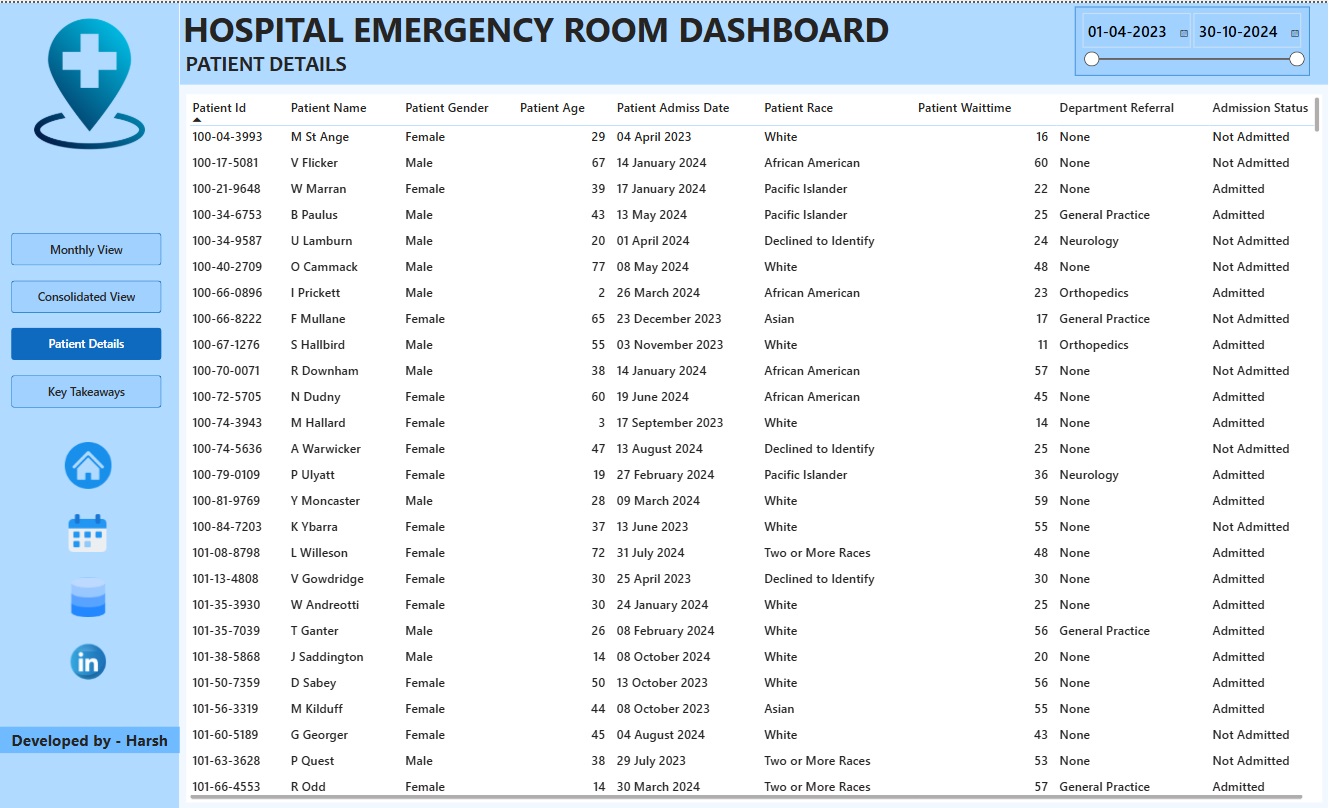 HOSPITAL EMERGENCY ROOM DASHBOARD
PATIENT DETAILS
01-04-2023 30-10-2024
Monthly View
Consolidated View
Patient Details
Key Takeaways
in
Developed by - Harsh
Patient Id Patient Name Patient Gender Patient Age Patient Admiss Date Patient Race Patient Waittime Department Referral Admission Status
100-04-3993 M St Ange Female 29 04 April 2023 White 16 None Not Admitted
100-17-5081 V Flicker Male 67 14 January 2024 African American 60 None Not Admitted
100-21-9648 W Marran Female 39 17 January 2024 Pacific Islander 22 None Admitted
100-34-6753 B Paulus Male 43 13 May 2024 Pacific Islander 25 General Practice Admitted
100-34-9587 U Lamburn Male 20 01 April 2024 Declined to Identify 24 Neurology Not Admitted
100-40-2709 O Cammack Male 77 08 May 2024 White 48 None Not Admitted
100-66-0896 I Prickett Male 2 26 March 2024 African American 23 Orthopedics Admitted
100-66-8222 F Mullane Female 65 23 December 2023 Asian 17 General Practice Not Admitted
100-67-1276 S Hallbird Male 55 03 November 2023 White 11 Orthopedics Admitted
100-70-0071 R Downham Male 38 14 January 2024 African American 57 None Not Admitted
100-72-5705 N Dudny Female 60 19 June 2024 African American 45 None Admitted
100-74-3943 M Hallard Female 3 17 September 2023 White 14 None Admitted
100-74-5636 A Warwicker Female 47 13 August 2024 Declined to Identify 25 None Not Admitted
100-79-0109 P Ulyatt Female 19 27 February 2024 Pacific Islander 36 Neurology Admitted
100-81-9769 Y Moncaster Male 28 09 March 2024 White 59 None Admitted
100-84-7203 K Ybarra Female 37 13 June 2023 White 55 None Not Admitted
101-08-8798 L Willeson Female 72 31 July 2024 Two or More Races 48 None Admitted
101-13-4808 V Gowdridge Female 30 25 April 2023 Declined to Identify 30 None Admitted
101-35-3930 W Andreotti Female 30 24 January 2024 White 25 None Admitted
101-35-7039 T Ganter Male 26 08 February 2024 White 56 General Practice Admitted
101-38-5868 J Saddington Male 14 08 October 2024 White 20 None Admitted
101-50-7359 D Sabey Female 50 13 October 2023 White 56 None Admitted
101-56-3319 M Kilduff Female 44 08 October 2023 Asian 55 None Admitted
101-60-5189 G Georger Female 45 04 August 2024 White 43 None Not Admitted
101-63-3628 P Quest Male 38 29 July 2023 Two or More Races 53 None Not Admitted
101-66-4553 R Odd Female 14 30 March 2024 Two or More Races 57 General Practice Admitted